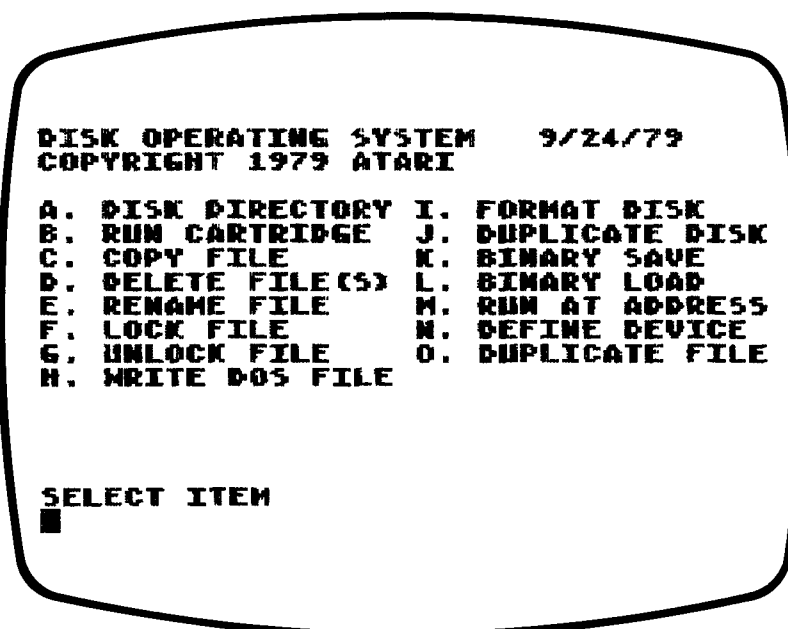 DISK OPERATING SYSTEM 9/24/79
COPYRIGHT 1979 ATARI
A. DISK DIRECTORY I. FORMAT DISK
B. RUN CARTRIDGE J. DUPLICATE DISK
C. COPY FILE K. BINARY SAVE
D. DELETE FILE(S) L. BINARY LOAD
E. RENAME FILE M. RUN AT ADDRESS
F. LOCK FILE N. DEFINE DEVICE
G. UNLOCK FILE O. DUPLICATE FILE
H. WRITE DOS FILE
SELECT ITEM